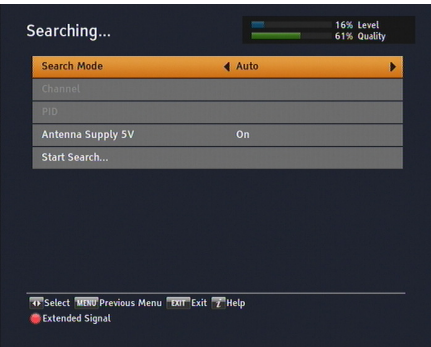 Searching...
16% Level
61% Quality
Search Mode Auto
Channel
PID
Antenna Supply 5V On
Start Search...
Select MENU Previous Menu EXIT Exit i Help
Extended Signal